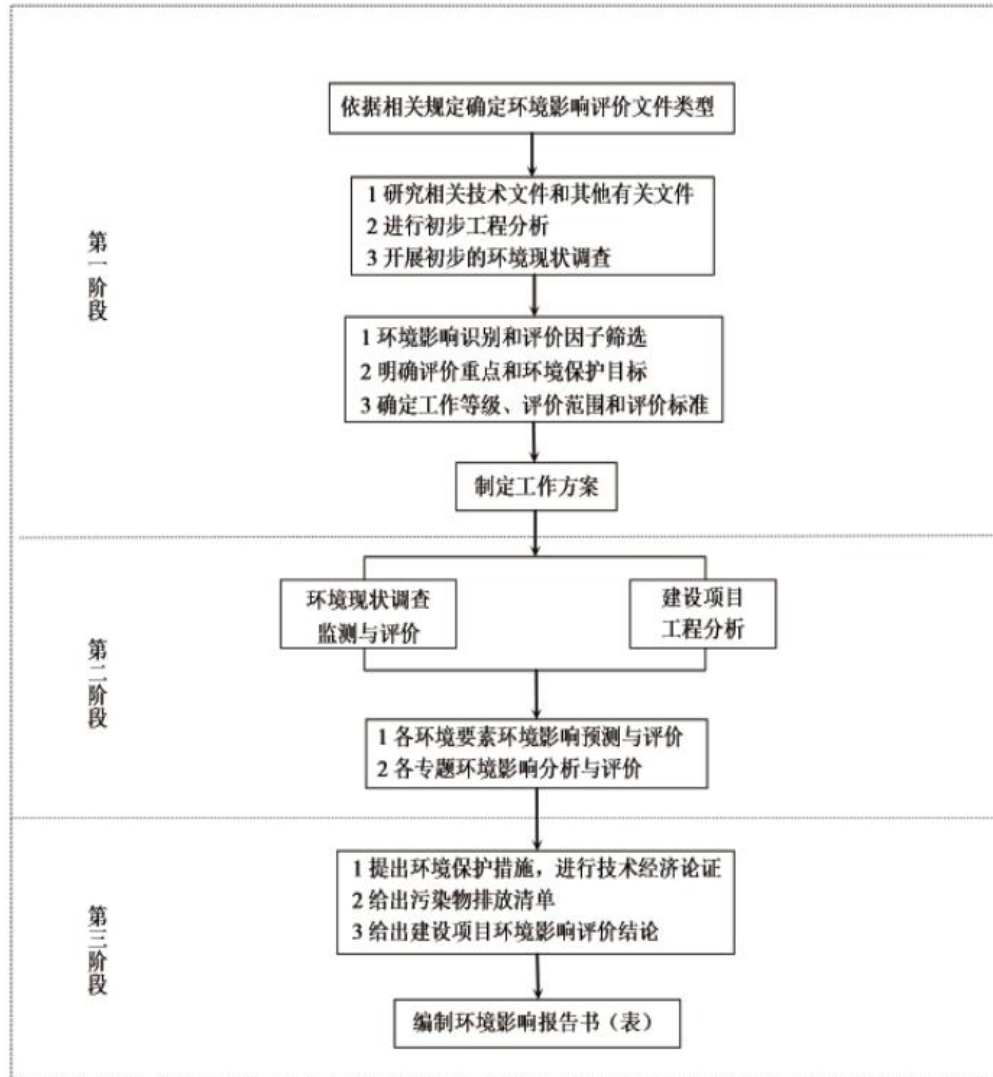 依据相关规定确定环境影响评价文件类型
1 研究相关技术文件和其他有关文件
2 进行初步工程分析
3 开展初步的环境现状调查
第一阶段
1 环境影响识别和评价因子筛选
2 明确评价重点和环境保护目标
3 确定工作等级、评价范围和评价标准
制定工作方案
环境现状调查
监测与评价
建设项目
工程分析
第二阶段
1 各环境要素环境影响预测与评价
2 各专题环境影响分析与评价
1 提出环境保护措施，进行技术经济论证
2 给出污染物排放清单
3 给出建设项目环境影响评价结论
第三阶段
编制环境影响报告书（表）